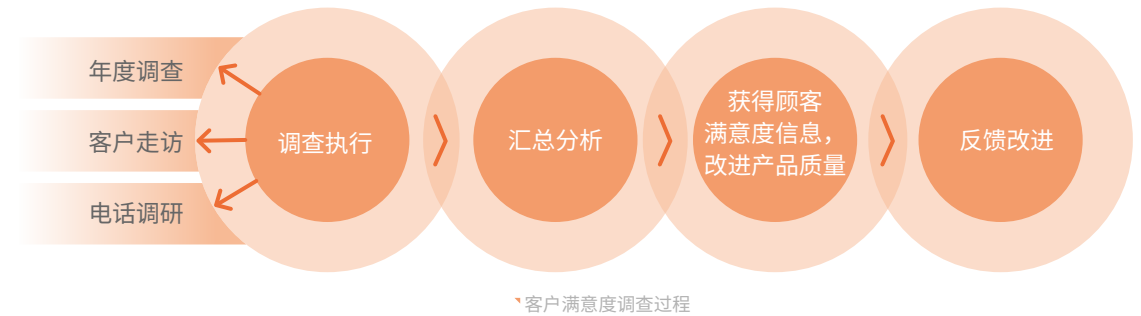 年度调查
客户走访
电话调研
调查执行
汇总分析
获得顾客
满意度信息，
改进产品质量
反馈改进
客户满意度调查过程